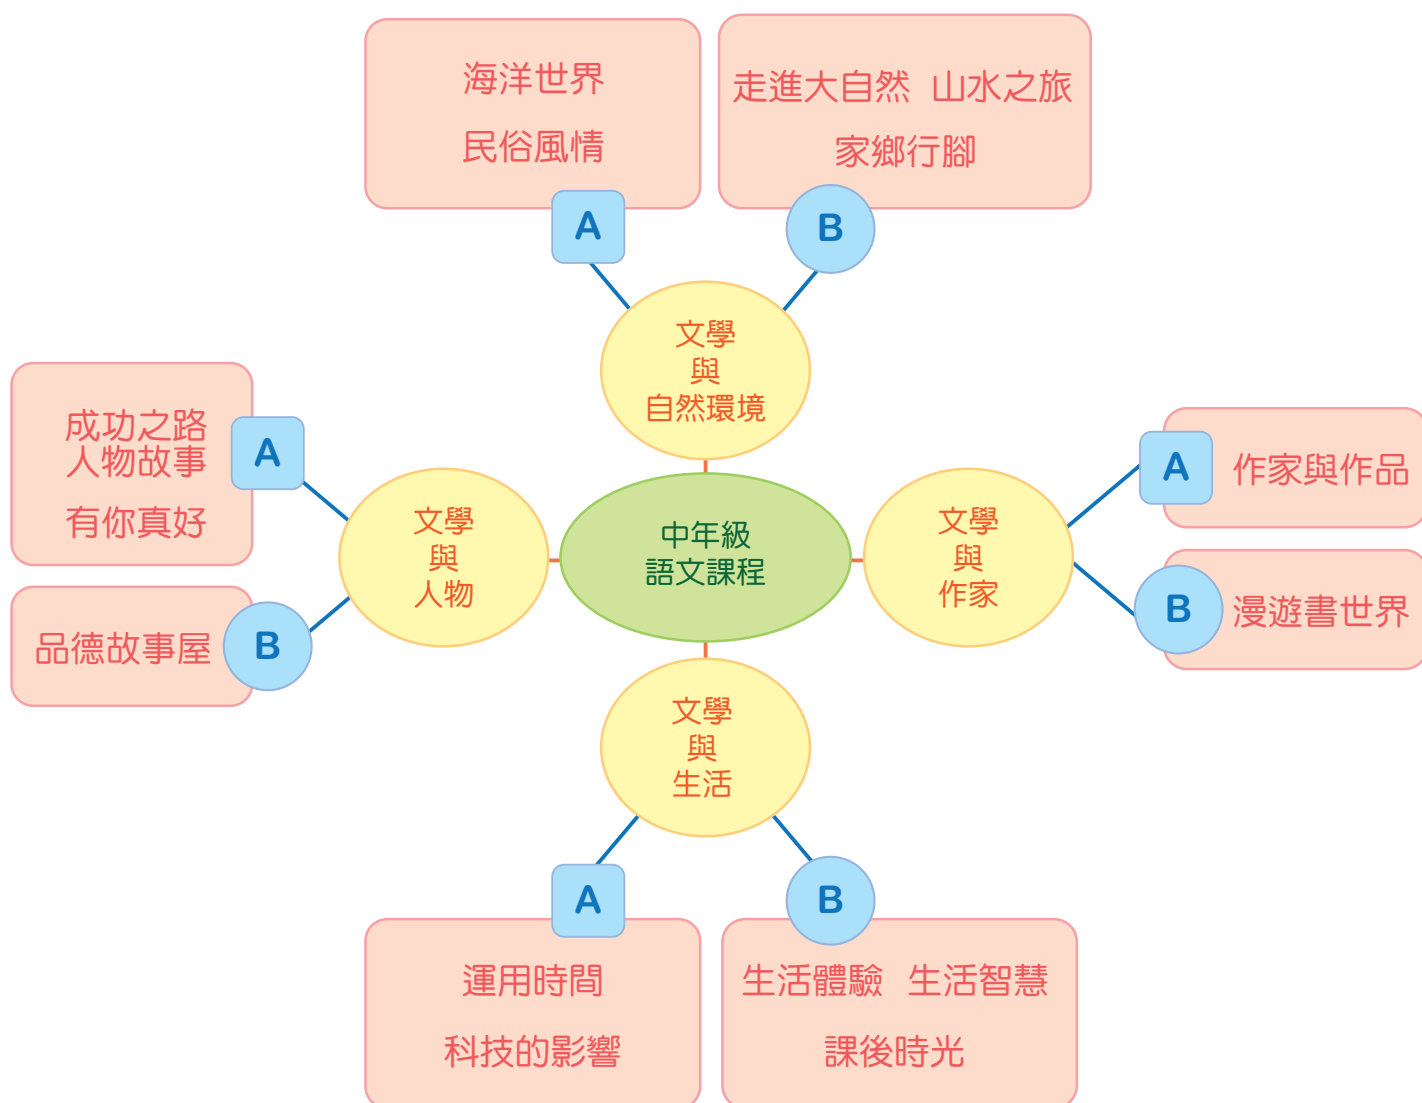 海洋世界
民俗風情
走進大自然 山水之旅
家鄉行腳
A
B
文學
與
自然環境
成功之路
人物故事
有你真好
A
品德故事屋
B
文學
與
人物
中年級
語文課程
文學
與
作家
A
作家與作品
B
漫遊書世界
文學
與
生活
A
B
運用時間
科技的影響
生活體驗 生活智慧
課後時光